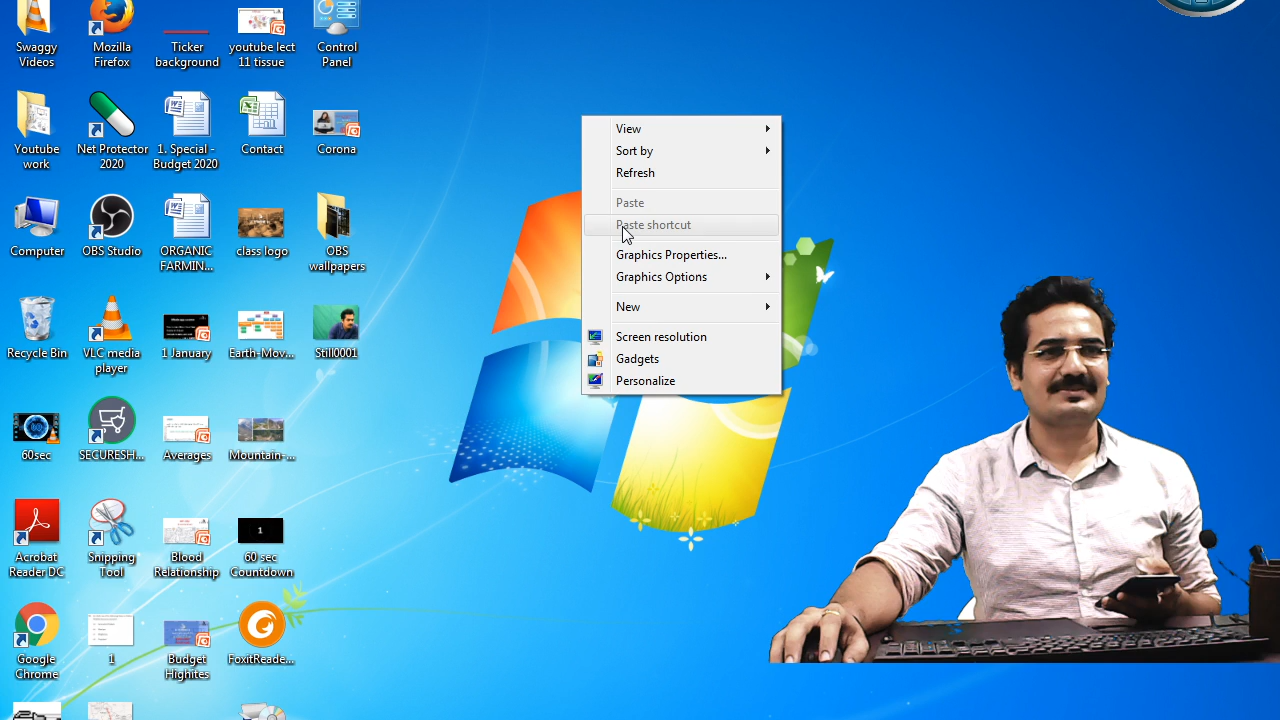 Swaggy
Videos
Mozilla
Firefox
Ticker
background
youtube lect
11 tissue
Control
Panel
Youtube
work
Net Protector
2020
1. Special -
Budget 2020
Contact
Corona
Computer
OBS Studio
ORGANIC
FARMIN...
class logo
OBS
wallpapers
Recycle Bin
VLC media
player
1 January
Earth-Mov...
Still0001
60sec
SECURESH...
Averages
Mountain-...
Acrobat
Reader DC
Snipping
Tool
Blood
Relationship
1
60 sec
Countdown
Google
Chrome
1
Budget
Highlites
FoxitReade...
View
Sort by
Refresh
Paste
Paste shortcut
Graphics Properties...
Graphics Options
New
Screen resolution
Gadgets
Personalize